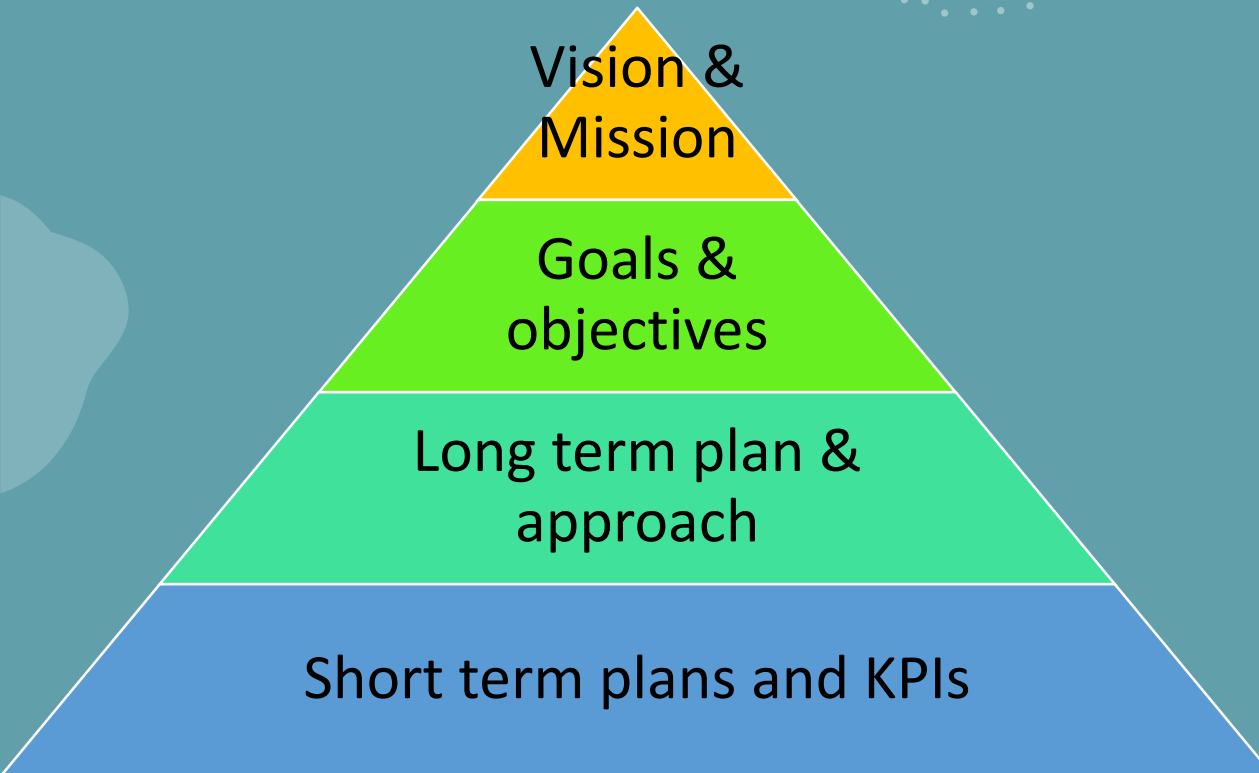 Vision &
Mission
Goals &
objectives
Long term plan &
approach
Short term plans and KPIs